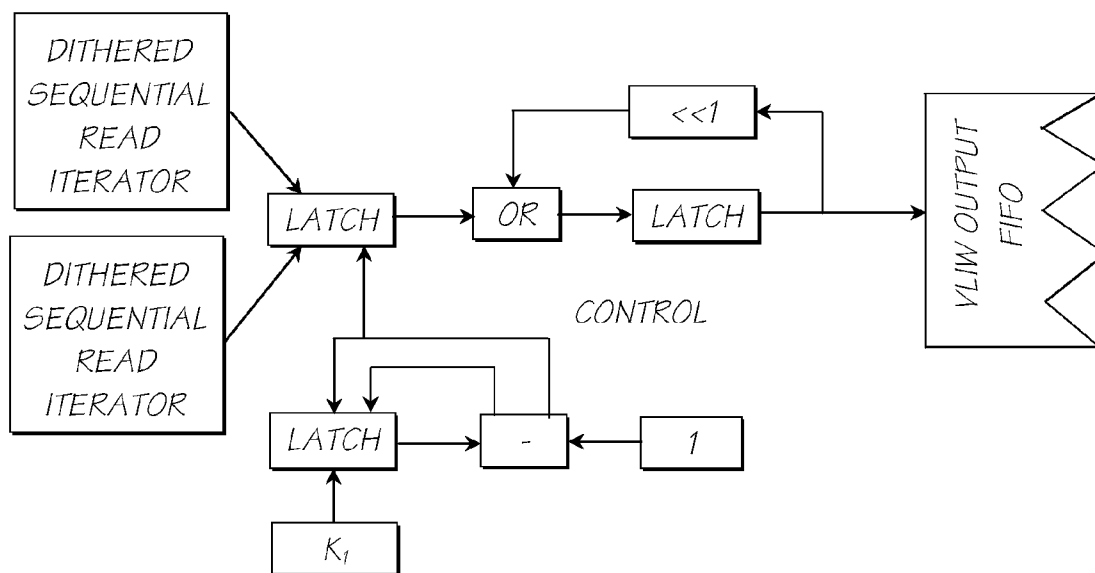 DITHERED
SEQUENTIAL
READ
ITERATOR
DITHERED
SEQUENTIAL
READ
ITERATOR
LATCH
OR
<<1
LATCH
VLIW OUTPUT
FIFO
CONTROL
LATCH
-
1
K₁